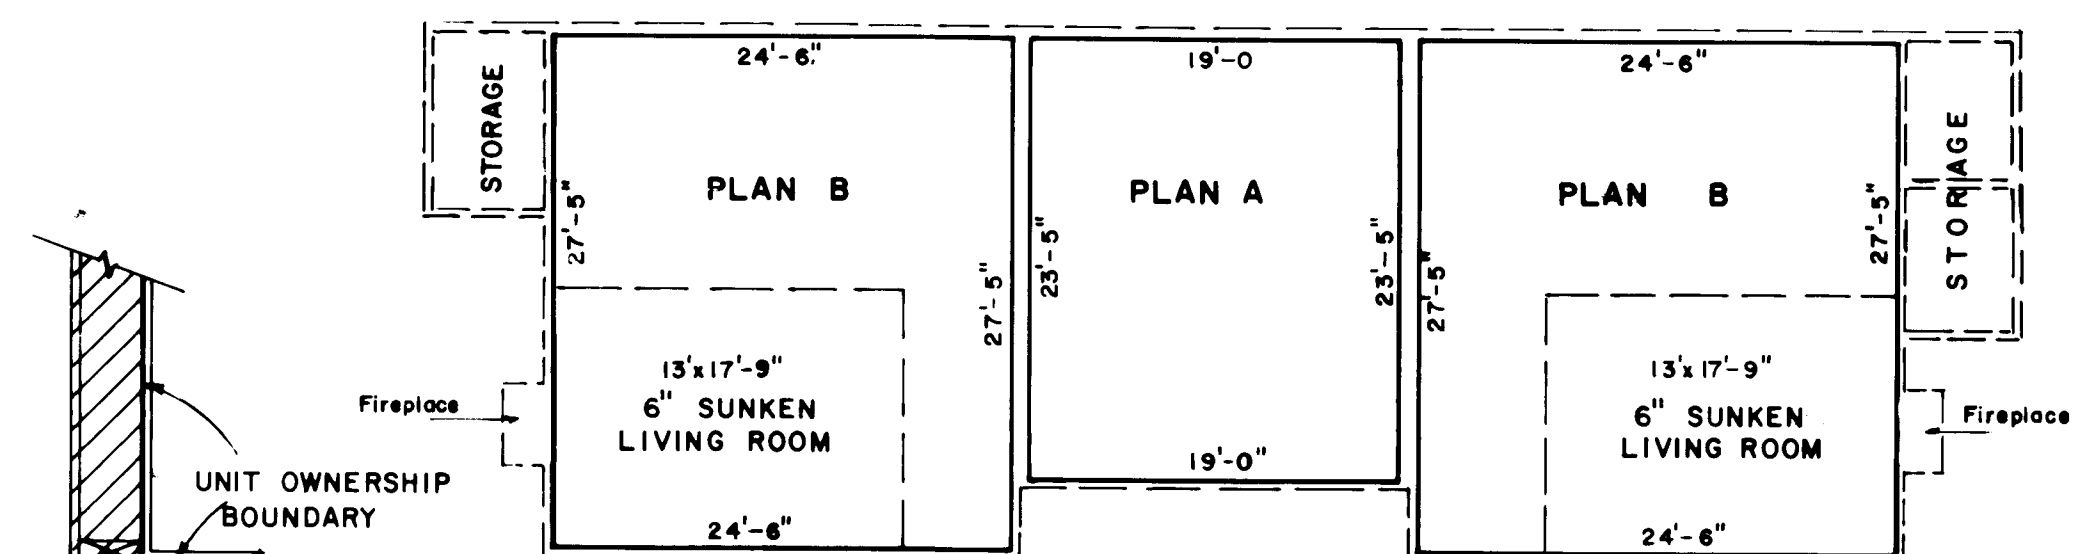 24'-6"
19'-0
24'-6"
STORAGE
STORAGE
PLAN B
PLAN A
PLAN B
27'-5"
27'-5"
23'-5"
23'-5"
27'-5"
27'-5"
13'x17'-9"
6" SUNKEN
LIVING ROOM
13'x17'-9"
6" SUNKEN
LIVING ROOM
Fireplace
Fireplace
19'-0"
UNIT OWNERSHIP
BOUNDARY
24'-6"
24'-6"